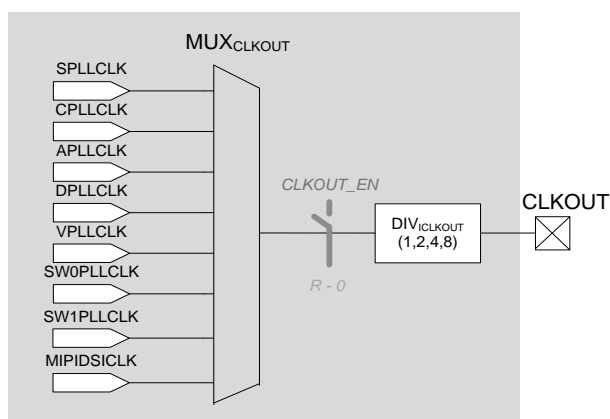 MUXCLKOUT
SPLLCLK
CPLLCLK
APLLCLK
DPLLCLK
VPLLCLK
SW0PLLCLK
SW1PLLCLK
MIPIDSICLK
CLKOUT_EN
R - 0
DIVICLKOUT
(1,2,4,8)
CLKOUT